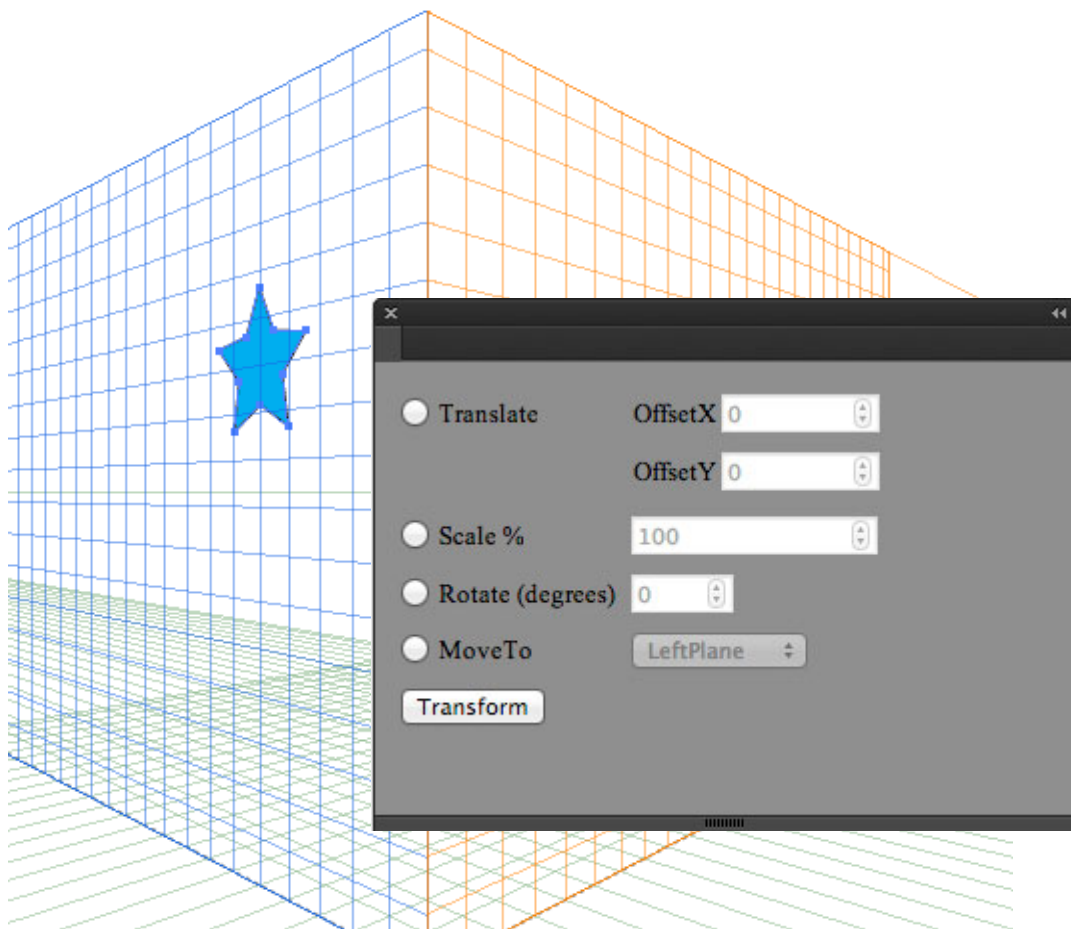 Translate OffsetX 0
OffsetY 0
Scale % 100
Rotate (degrees) 0
MoveTo LeftPlane
Transform